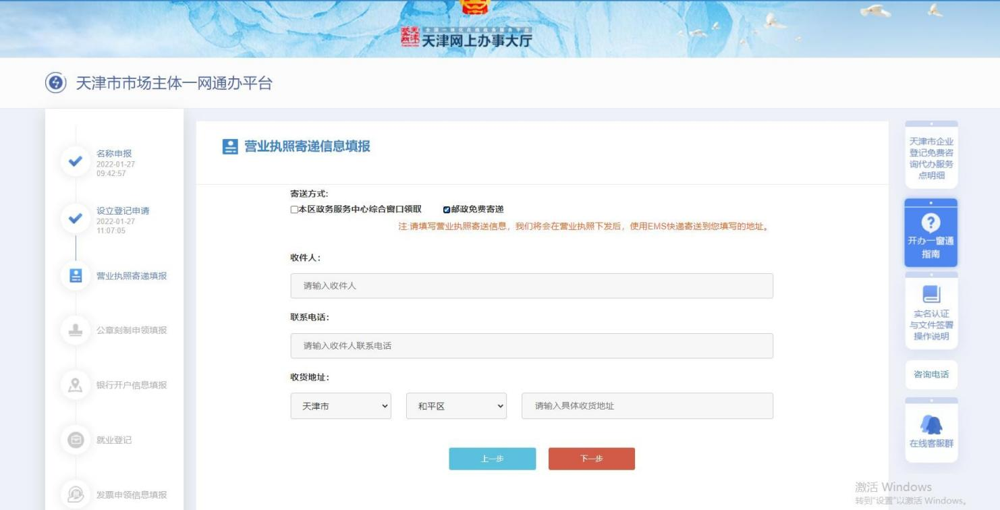 天津网上办事大厅
天津市市场主体一网通办平台
名称申报
2022-01-27
09:42:57
设立登记申请
2022-01-27
11:07:05
营业执照寄递填报
公章刻制申领填报
银行开户信息填报
就业登记
发票申领信息填报
营业执照寄递信息填报
寄送方式:
本区政务服务中心综合窗口领取 邮政免费寄递
注:请填写营业执照寄送信息，我们将会在营业执照下发后，使用EMS快递寄送到您填写的地址。
收件人：
请输入收件人
联系电话：
请输入收件人联系电话
收货地址：
天津市 和平区 请输入具体收货地址
上一步 下一步
天津市企业
登记免费咨
询代办服务
点明细
?
开办一窗通
指南
实名认证
与文件签署
操作说明
咨询电话
在线客服群
激活 Windows
转到"设置"以激活 Windows。